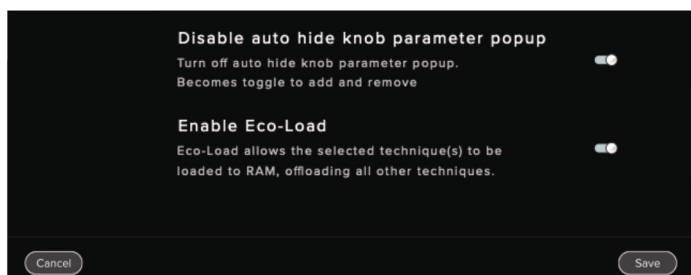 Disable auto hide knob parameter popup
Turn off auto hide knob parameter popup.
Becomes toggle to add and remove
Enable Eco-Load
Eco-Load allows the selected technique(s) to be
loaded to RAM, offloading all other techniques.
Cancel
Save